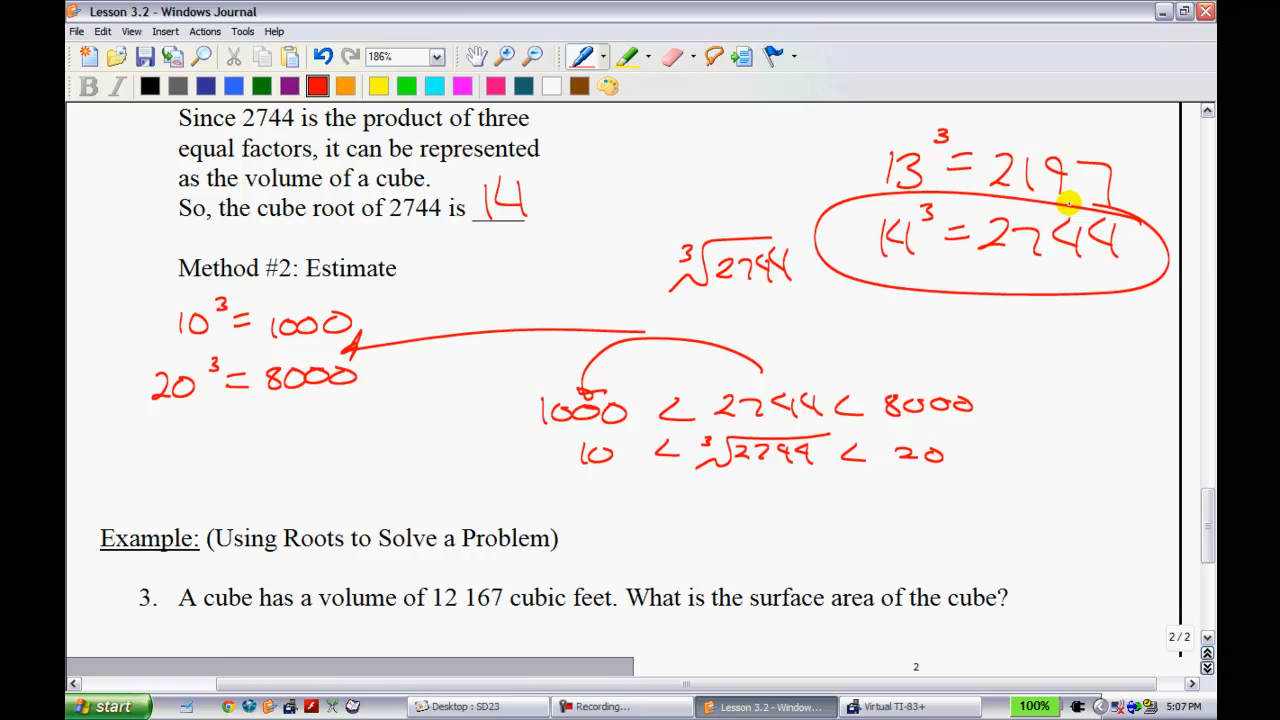 Lesson 3.2 - Windows Journal
File Edit View Insert Actions Tools Help
186%
B I
Since 2744 is the product of three
equal factors, it can be represented
as the volume of a cube.
So, the cube root of 2744 is 14
13³ = 2197
14³ = 2744
∛2744
Method #2: Estimate
10³ = 1000
20³ = 8000
1000 < 2744 < 8000
10 < ∛2744 < 20
Example: (Using Roots to Solve a Problem)
3. A cube has a volume of 12 167 cubic feet. What is the surface area of the cube?
2/2
2
start
Desktop : SD23
Recording...
Lesson 3.2 - Window...
Virtual TI-83+
100%
5:07 PM